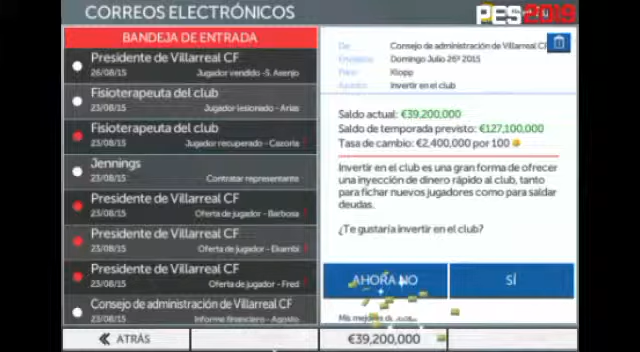 CORREOS ELECTRÓNICOS
PES 2019
BANDEJA DE ENTRADA
Presidente de Villarreal CF
26/08/15 Jugador vendido - S. Asenjo
Fisioterapeuta del club
23/08/15 Jugador lesionado - Arias
Fisioterapeuta del club
23/08/15 Jugador recuperado - Cazorla
Jennings
23/08/15 Contratar representante
Presidente de Villarreal CF
23/08/15 Oferta de jugador - Barbosa
Presidente de Villarreal CF
23/08/15 Oferta de jugador - Ekambi
Presidente de Villarreal CF
23/08/15 Oferta de jugador - Fred
Consejo de administración de Villarreal CF
23/08/15 Informe financiero - Agosto
De: Consejo de administración de Villarreal CF
Domingo Julio 26º 2015
Klopp
Asunto: Invertir en el club
Saldo actual: €39,200,000
Saldo de temporada previsto: €127,100,000
Tasa de cambio: €2,400,000 por 100
Invertir en el club es una gran forma de ofrecer
una inyección de dinero rápido al club, tanto
para fichar nuevos jugadores como para saldar
deudas.
¿Te gustaría invertir en el club?
AHORA NO
SÍ
Mis mejores
ATRÁS
€39,200,000